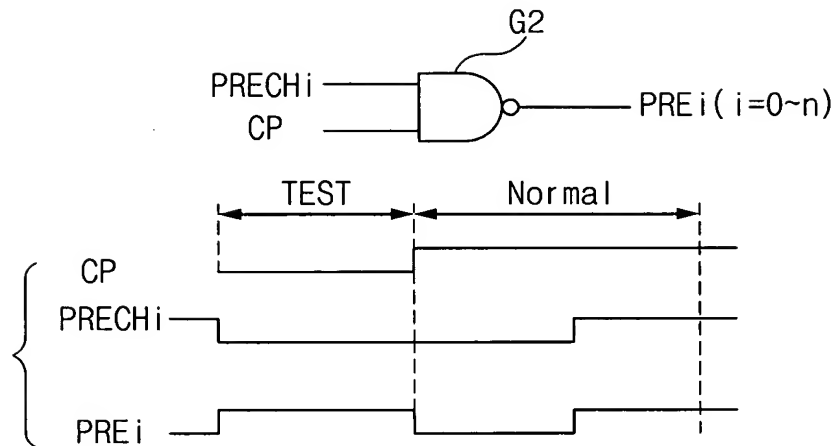 G2
PRECHi
CP
PREi(i=0~n)
TEST
Normal
CP
PRECHi
PREi